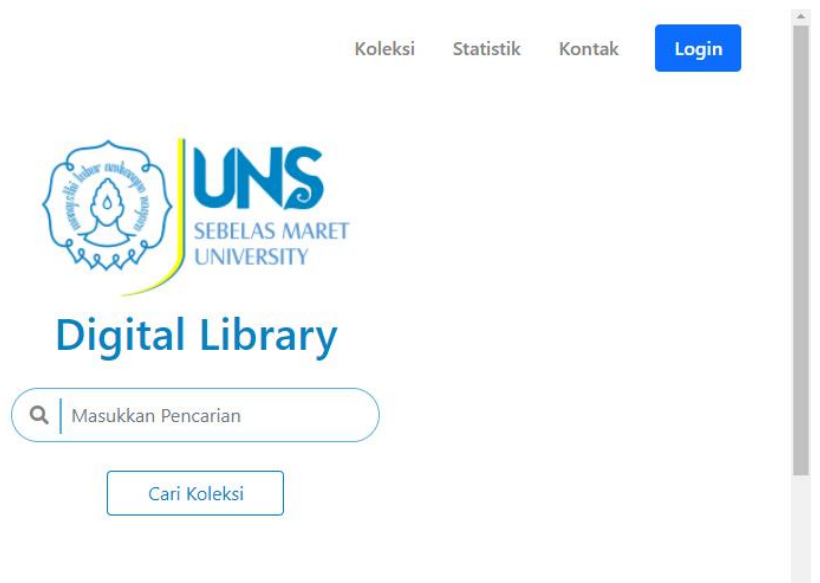 Koleksi Statistik Kontak Login
UNS
SEBELAS MARET
UNIVERSITY
Digital Library
Masukkan Pencarian
Cari Koleksi